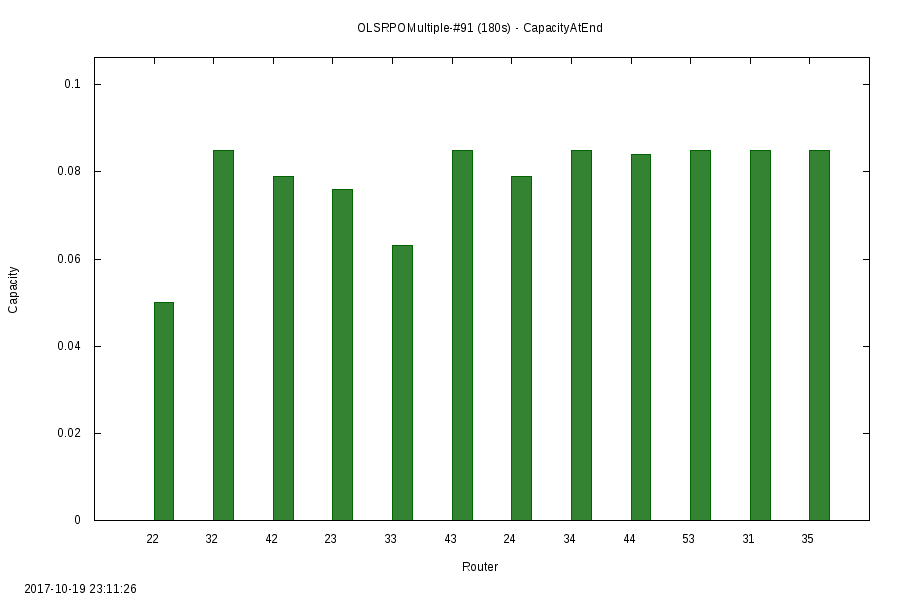 OLSRPOMultiple-#91 (180s) - CapacityAtEnd
0.1
0.08
0.06
0.04
0.02
0
Capacity
22 32 42 23 33 43 24 34 44 53 31 35
Router
2017-10-19 23:11:26